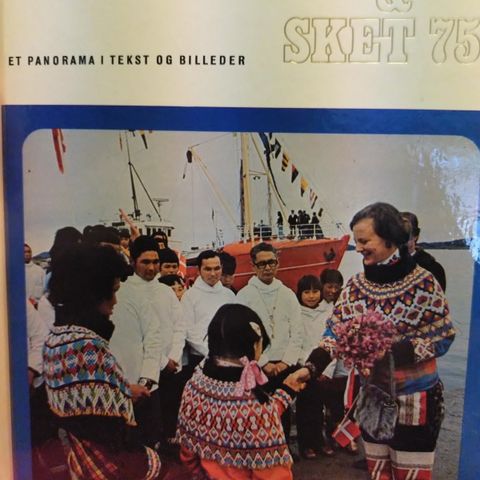 &
SKET 75
ET PANORAMA I TEKST OG BILLEDER